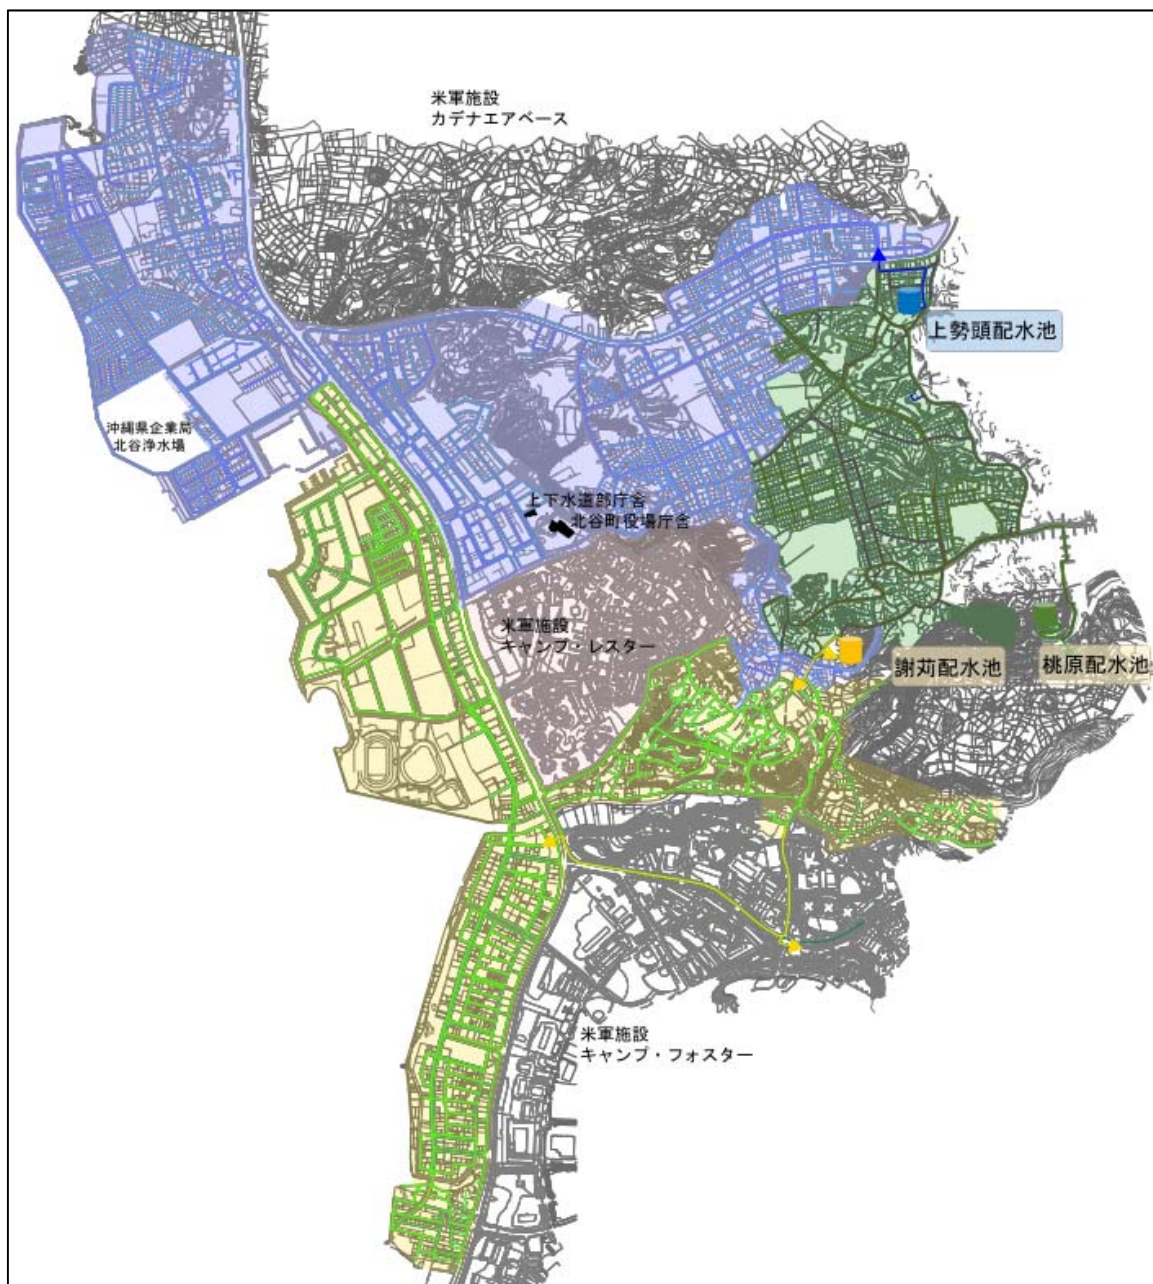 米軍施設
カデナエアベース
上勢頭配水池
沖縄県企業局
北谷浄水場
上下水道部庁舎
北谷町役場庁舎
米軍施設
キャンプ・レスター
謝苅配水池
桃原配水池
米軍施設
キャンプ・フォスター